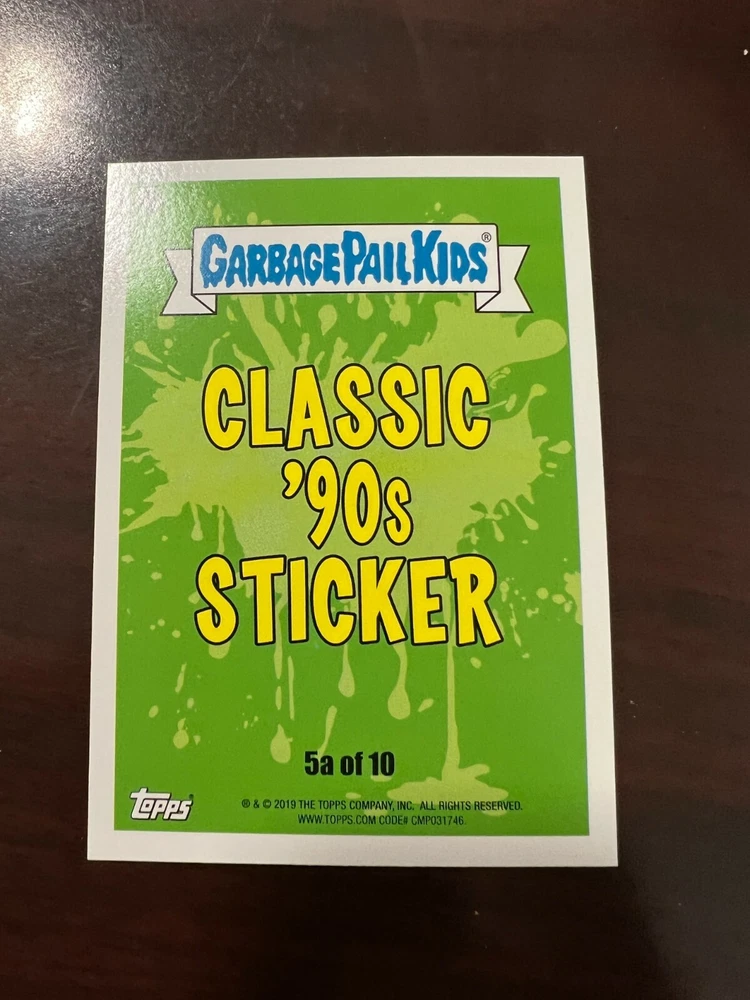 GARBAGE PAIL KIDS®
CLASSIC
'90s
STICKER
5a of 10
topps
® & © 2019 THE TOPPS COMPANY, INC. ALL RIGHTS RESERVED.
WWW.TOPPS.COM CODE# CMP031746